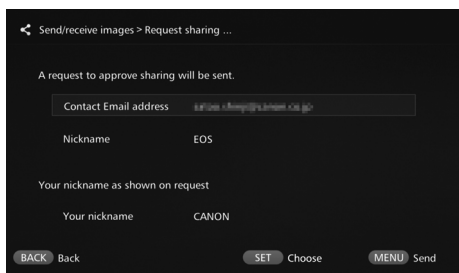 Send/receive images > Request sharing ...
A request to approve sharing will be sent.
Contact Email address
Nickname EOS
Your nickname as shown on request
Your nickname CANON
BACK Back SET Choose MENU Send